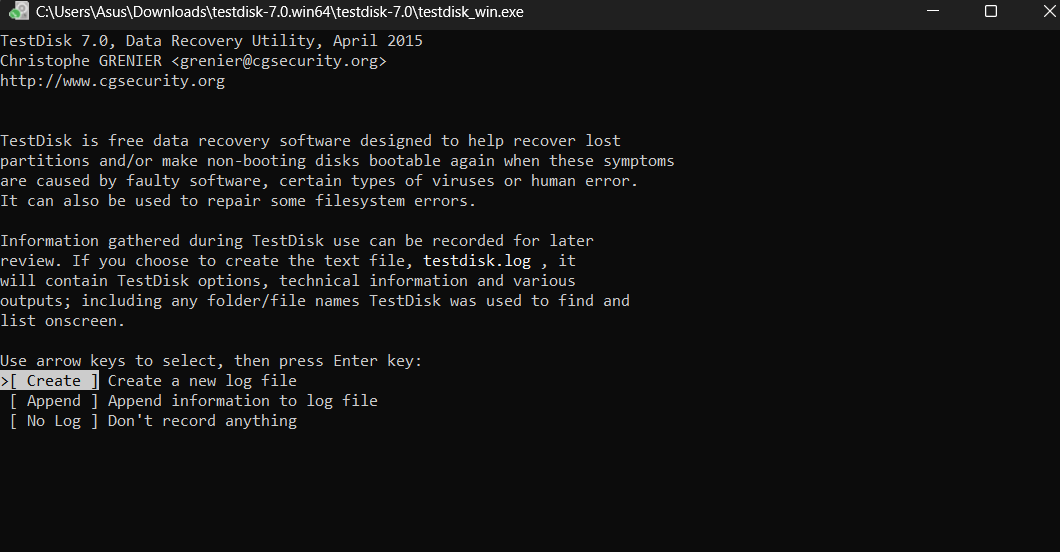 C:\Users\Asus\Downloads\testdisk-7.0.win64\testdisk-7.0\testdisk_win.exe
TestDisk 7.0, Data Recovery Utility, April 2015
Christophe GRENIER <grenier@cgsecurity.org>
http://www.cgsecurity.org
TestDisk is free data recovery software designed to help recover lost
partitions and/or make non-booting disks bootable again when these symptoms
are caused by faulty software, certain types of viruses or human error.
It can also be used to repair some filesystem errors.
Information gathered during TestDisk use can be recorded for later
review. If you choose to create the text file, testdisk.log , it
will contain TestDisk options, technical information and various
outputs; including any folder/file names TestDisk was used to find and
list onscreen.
Use arrow keys to select, then press Enter key:
>[ Create ] Create a new log file
[ Append ] Append information to log file
[ No Log ] Don't record anything